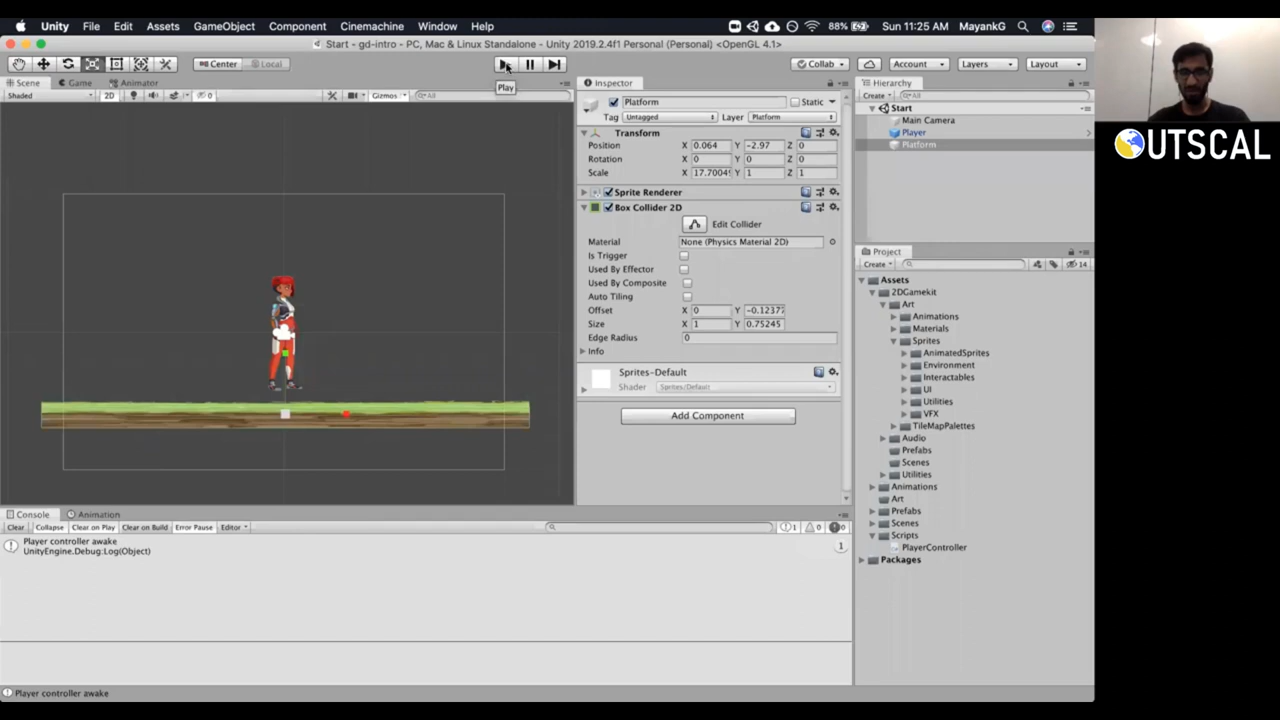 Unity File Edit Assets GameObject Component Cinemachine Window Help 88% Sun 11:25 AM MayankG
Start - gd-intro - PC, Mac & Linux Standalone - Unity 2019.2.4f1 Personal (Personal) <OpenGL 4.1>
Center Local Collab Account Layers Layout
Play
Scene Game Animator
Shaded 2D 0 Gizmos All
Inspector
Platform Static
Tag Untagged Layer Platform
Transform
Position X 0.064 Y -2.97 Z 0
Rotation X 0 Y 0 Z 0
Scale X 17.7004 Y 1 Z 1
Sprite Renderer
Box Collider 2D
Edit Collider
Material None (Physics Material 2D)
Is Trigger
Used By Effector
Used By Composite
Auto Tiling
Offset X 0 Y -0.1237
Size X 1 Y 0.75245
Edge Radius 0
Info
Sprites-Default
Shader Sprites/Default
Add Component
Hierarchy
Create All
Start
Main Camera
Player
Platform
Project
Create 14
Assets
2DGamekit
Art
Animations
Materials
Sprites
AnimatedSprites
Environment
Interactables
UI
Utilities
VFX
TileMapPalettes
Audio
Prefabs
Scenes
Utilities
Animations
Art
Prefabs
Scenes
Scripts
PlayerController
Packages
Console Animation
Clear Collapse Clear on Play Clear on Build Error Pause Editor 1 0 0
Player controller awake
UnityEngine.Debug:Log(Object)
1
Player controller awake
OUTSCAL